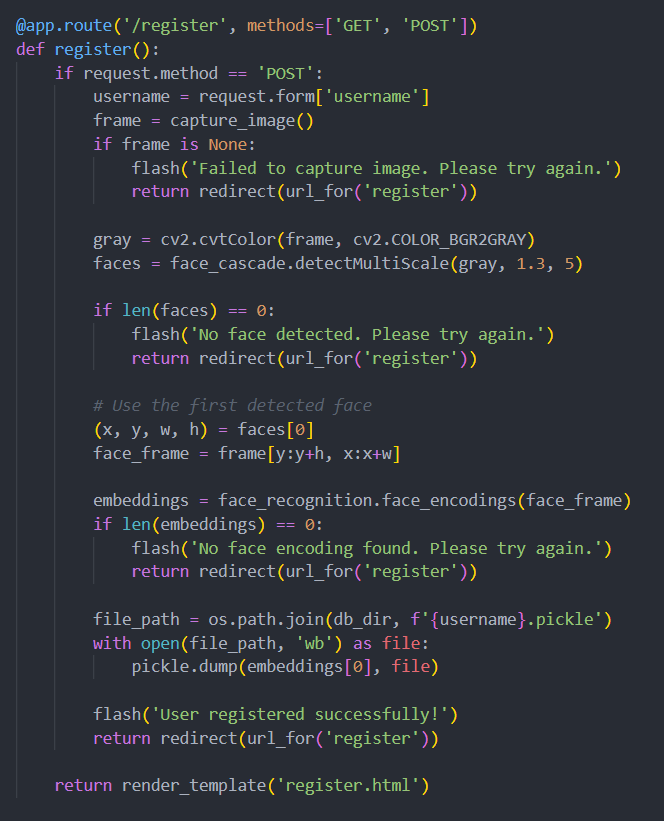 @app.route('/register', methods=['GET', 'POST'])
def register():
    if request.method == 'POST':
        username = request.form['username']
        frame = capture_image()
        if frame is None:
            flash('Failed to capture image. Please try again.')
            return redirect(url_for('register'))

        gray = cv2.cvtColor(frame, cv2.COLOR_BGR2GRAY)
        faces = face_cascade.detectMultiScale(gray, 1.3, 5)

        if len(faces) == 0:
            flash('No face detected. Please try again.')
            return redirect(url_for('register'))

        # Use the first detected face
        (x, y, w, h) = faces[0]
        face_frame = frame[y:y+h, x:x+w]

        embeddings = face_recognition.face_encodings(face_frame)
        if len(embeddings) == 0:
            flash('No face encoding found. Please try again.')
            return redirect(url_for('register'))

        file_path = os.path.join(db_dir, f'{username}.pickle')
        with open(file_path, 'wb') as file:
            pickle.dump(embeddings[0], file)

        flash('User registered successfully!')
        return redirect(url_for('register'))

    return render_template('register.html')